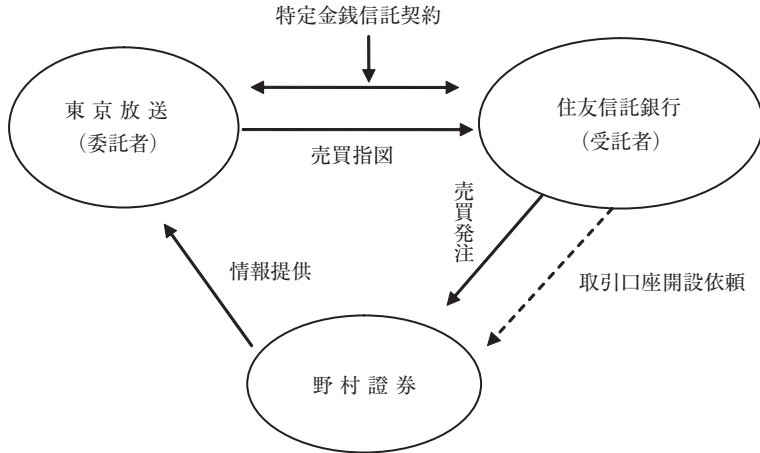 特定金銭信託契約
東京放送
(委託者)
住友信託銀行
(受託者)
売買指図
売買発注
情報提供
取引口座開設依頼
野村證券